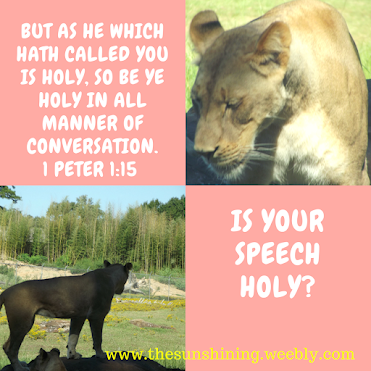 BUT AS HE WHICH
HATH CALLED YOU
IS HOLY, SO BE YE
HOLY IN ALL
MANNER OF
CONVERSATION.
1 PETER 1:15
IS YOUR
SPEECH
HOLY?
www.thesunshining.weebly.com